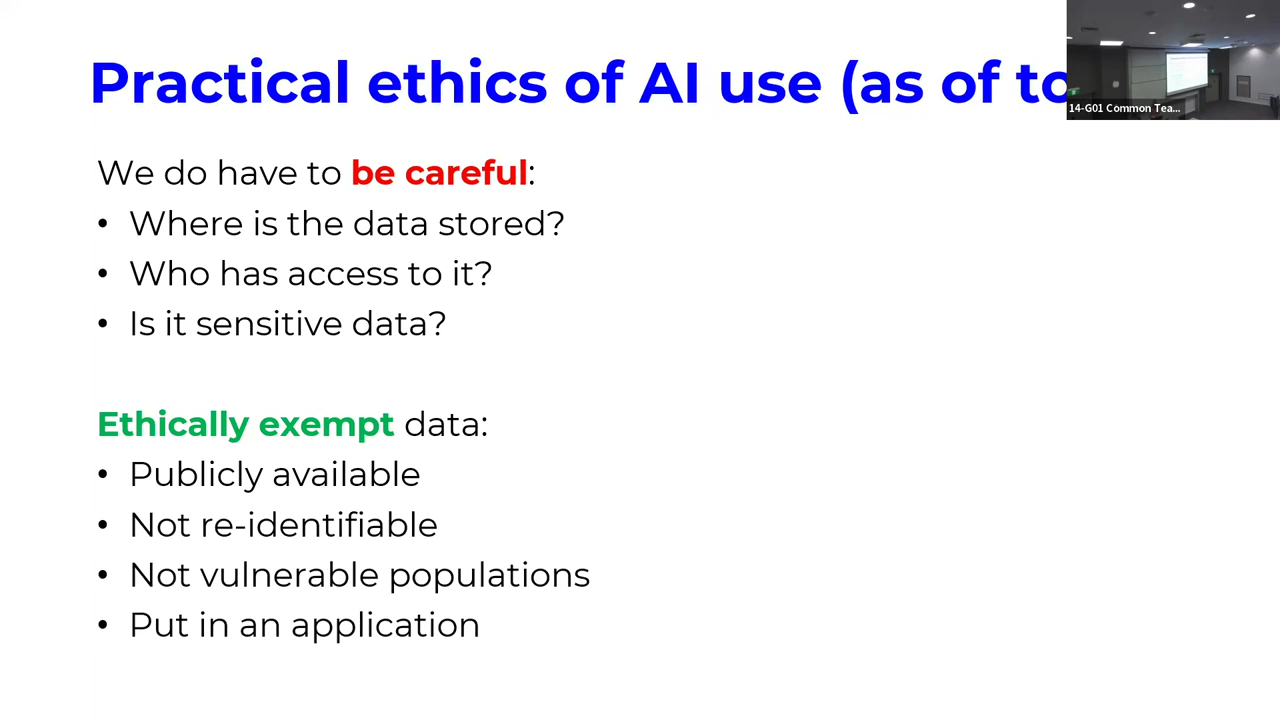 Practical ethics of AI use (as of to
14-G01 Common Tea...
We do have to be careful:
• Where is the data stored?
• Who has access to it?
• Is it sensitive data?
Ethically exempt data:
• Publicly available
• Not re-identifiable
• Not vulnerable populations
• Put in an application